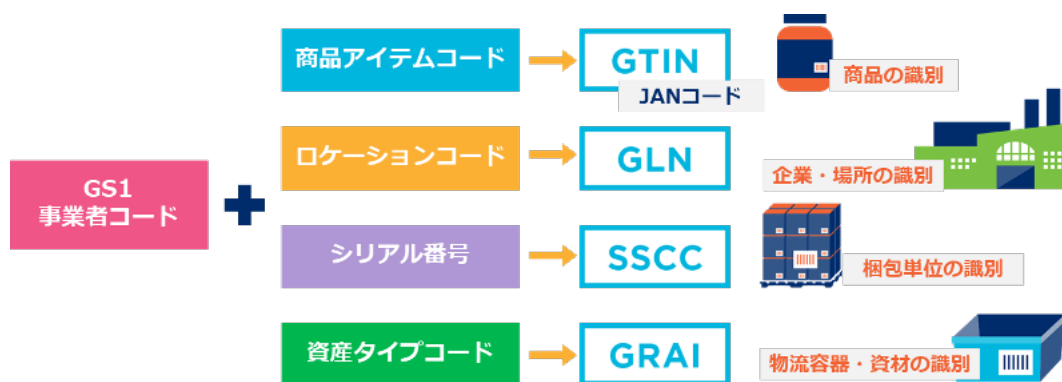 商品アイテムコード
GTIN
JANコード
商品の識別
ロケーションコード
GLN
企業・場所の識別
GS1
事業者コード
シリアル番号
SSCC
梱包単位の識別
資産タイプコード
GRAI
物流容器・資材の識別